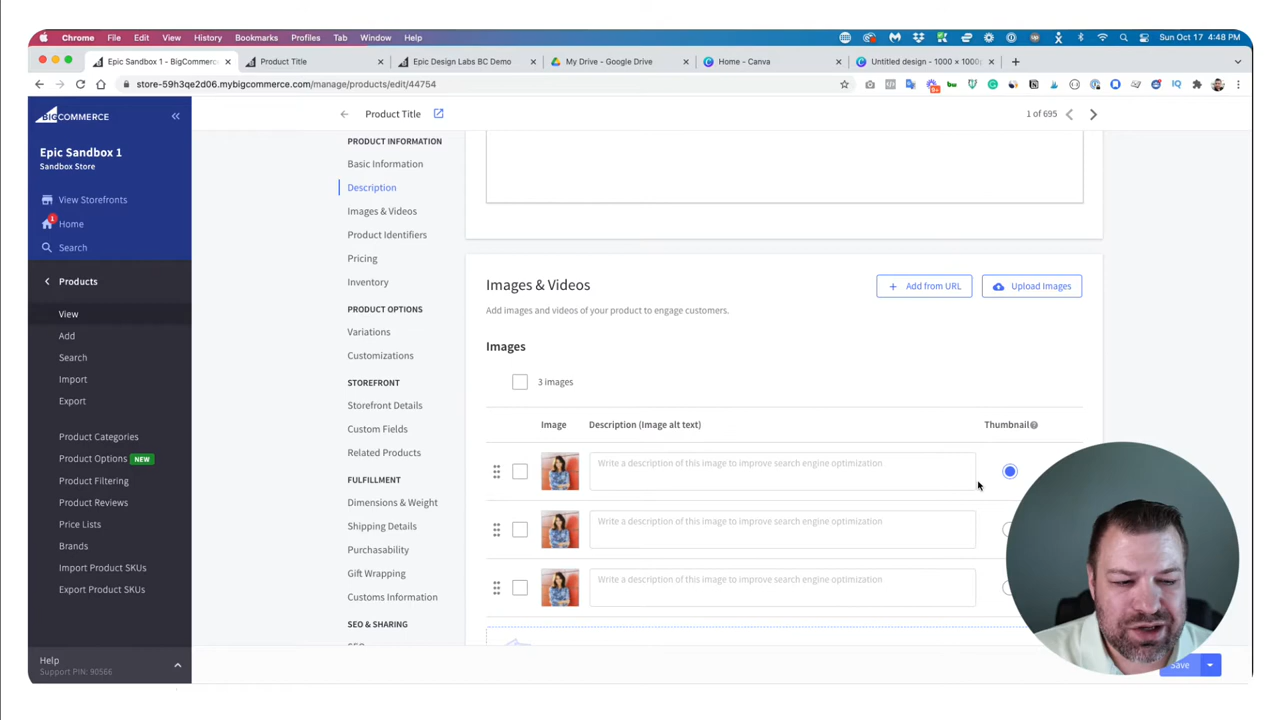 Chrome File Edit View History Bookmarks Profiles Tab Window Help Sun Oct 17 4:48 PM
Epic Sandbox 1 - BigCommerce Product Title Epic Design Labs BC Demo My Drive - Google Drive Home - Canva Untitled design - 1000 × 1000
store-59h3qe2d06.mybigcommerce.com/manage/products/edit/44754
9+
BIGCOMMERCE
Product Title
1 of 695
Epic Sandbox 1
Sandbox Store
View Storefronts
1
Home
Search
Products
View
Add
Search
Import
Export
Product Categories
Product Options NEW
Product Filtering
Product Reviews
Price Lists
Brands
Import Product SKUs
Export Product SKUs
Help
Support PIN: 90566
PRODUCT INFORMATION
Basic Information
Description
Images & Videos
Product Identifiers
Pricing
Inventory
PRODUCT OPTIONS
Variations
Customizations
STOREFRONT
Storefront Details
Custom Fields
Related Products
FULFILLMENT
Dimensions & Weight
Shipping Details
Purchasability
Gift Wrapping
Customs Information
SEO & SHARING
Images & Videos
Add from URL
Upload Images
Add images and videos of your product to engage customers.
Images
3 images
Image Description (Image alt text) Thumbnail
Write a description of this image to improve search engine optimization
Write a description of this image to improve search engine optimization
Write a description of this image to improve search engine optimization
Save